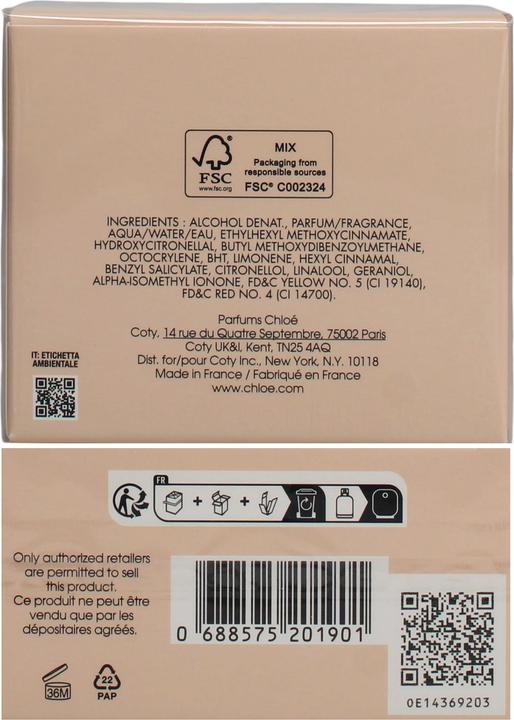 FSC
www.fsc.org
MIX
Packaging from
responsible sources
FSC® C002324
INGREDIENTS : ALCOHOL DENAT., PARFUM/FRAGRANCE,
AQUA/WATER/EAU, ETHYLHEXYL METHOXYCINNAMATE,
HYDROXYCITRONELLAL, BUTYL METHOXYDIBENZOYLMETHANE,
OCTOCRYLENE, BHT, LIMONENE, HEXYL CINNAMAL,
BENZYL SALICYLATE, CITRONELLOL, LINALOOL, GERANIOL,
ALPHA-ISOMETHYL IONONE, FD&C YELLOW NO. 5 (CI 19140),
FD&C RED NO. 4 (CI 14700).
Parfums Chloé
Coty, 14 rue du Quatre Septembre, 75002 Paris
Coty UK&I, Kent, TN25 4AQ
Dist. for/pour Coty Inc., New York, N.Y. 10118
Made in France / Fabriqué en France
www.chloe.com
IT: ETICHETTA
AMBIENTALE
FR
Only authorized retailers
are permitted to sell
this product.
Ce produit ne peut être
vendu que par les
dépositaires agréés.
0 688575 201901
36M
22
PAP
0E14369203